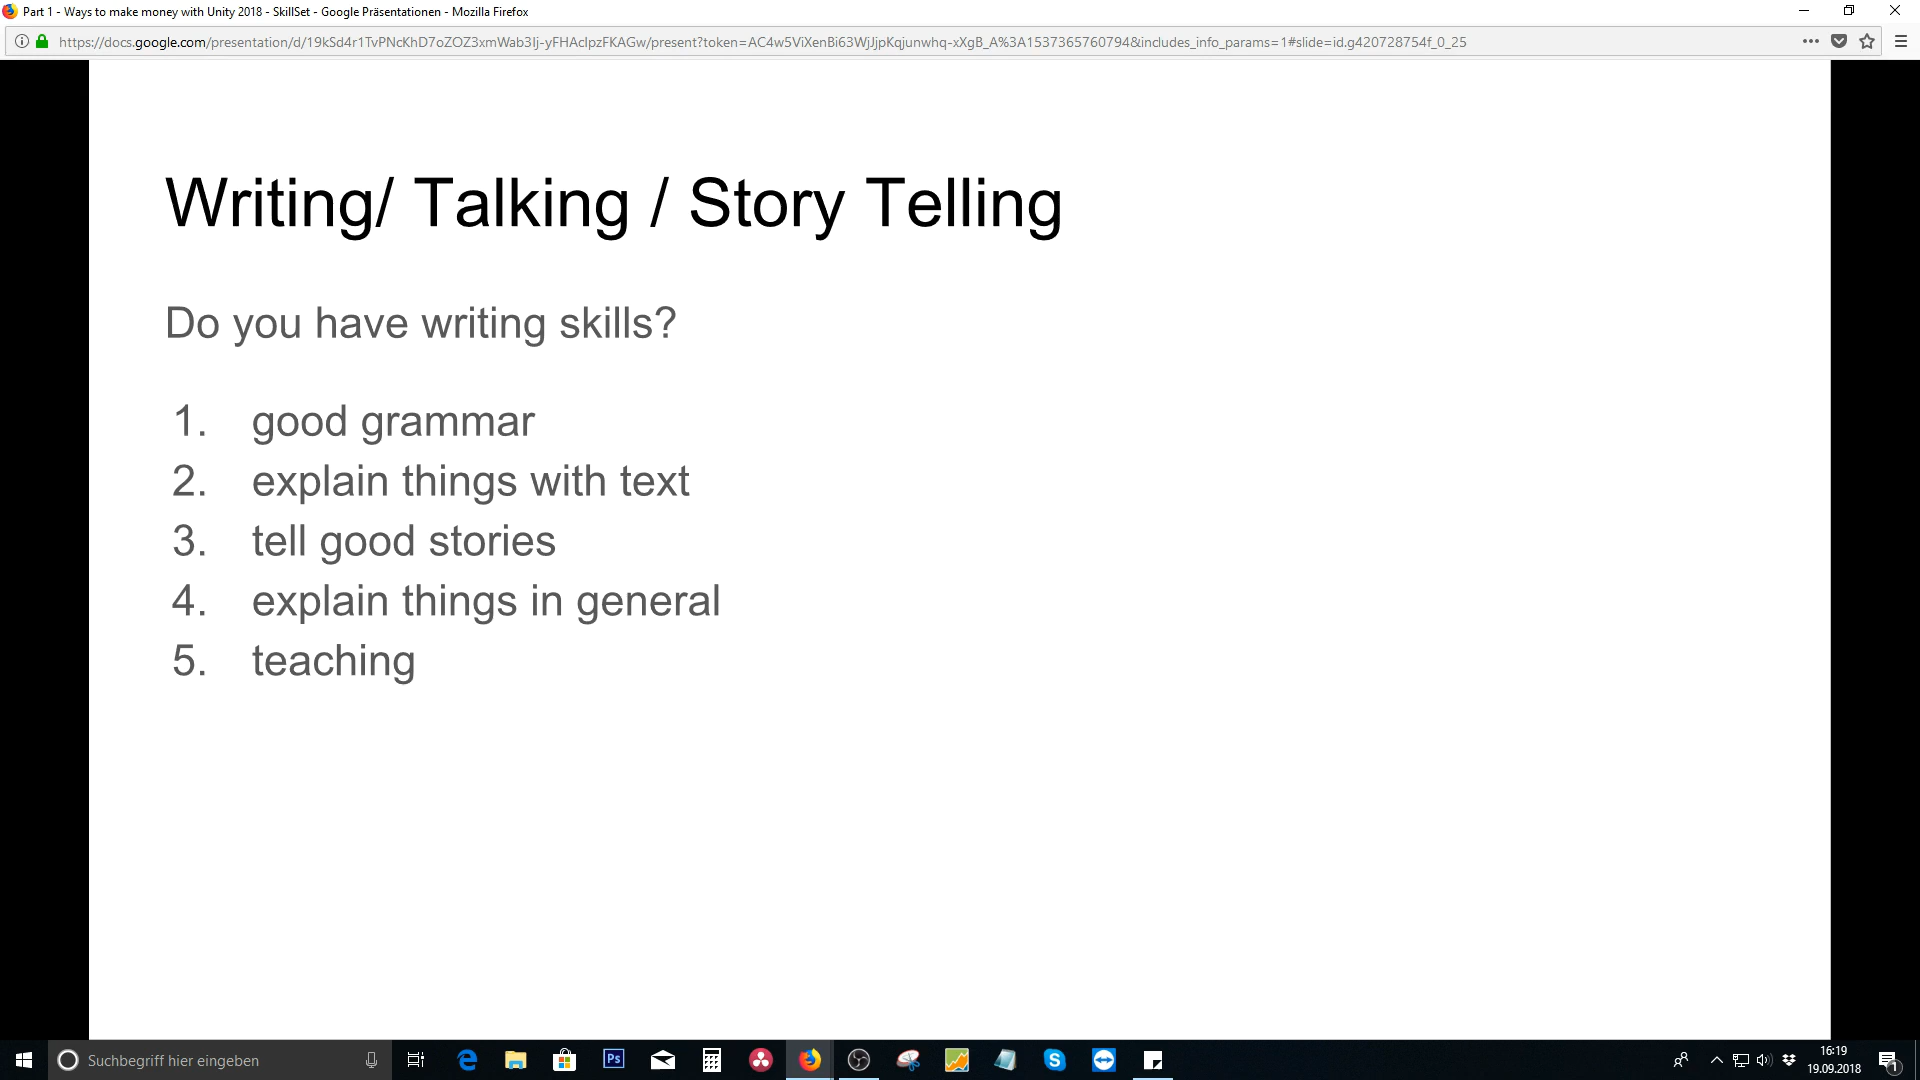 Part 1 - Ways to make money with Unity 2018 - SkillSet - Google Präsentationen - Mozilla Firefox
https://docs.google.com/presentation/d/19kSd4r1TvPNcKhD7oZOZ3xmWab3Ij-yFHAcIpzFKAGw/present?token=AC4w5ViXenBi63WjJjpKqjunwhq-xXgB_A%3A1537365760794&includes_info_params=1#slide=id.g420728754f_0_25
Writing/ Talking / Story Telling
Do you have writing skills?
1. good grammar
2. explain things with text
3. tell good stories
4. explain things in general
5. teaching
Suchbegriff hier eingeben
Ps
16:19
19.09.2018
1